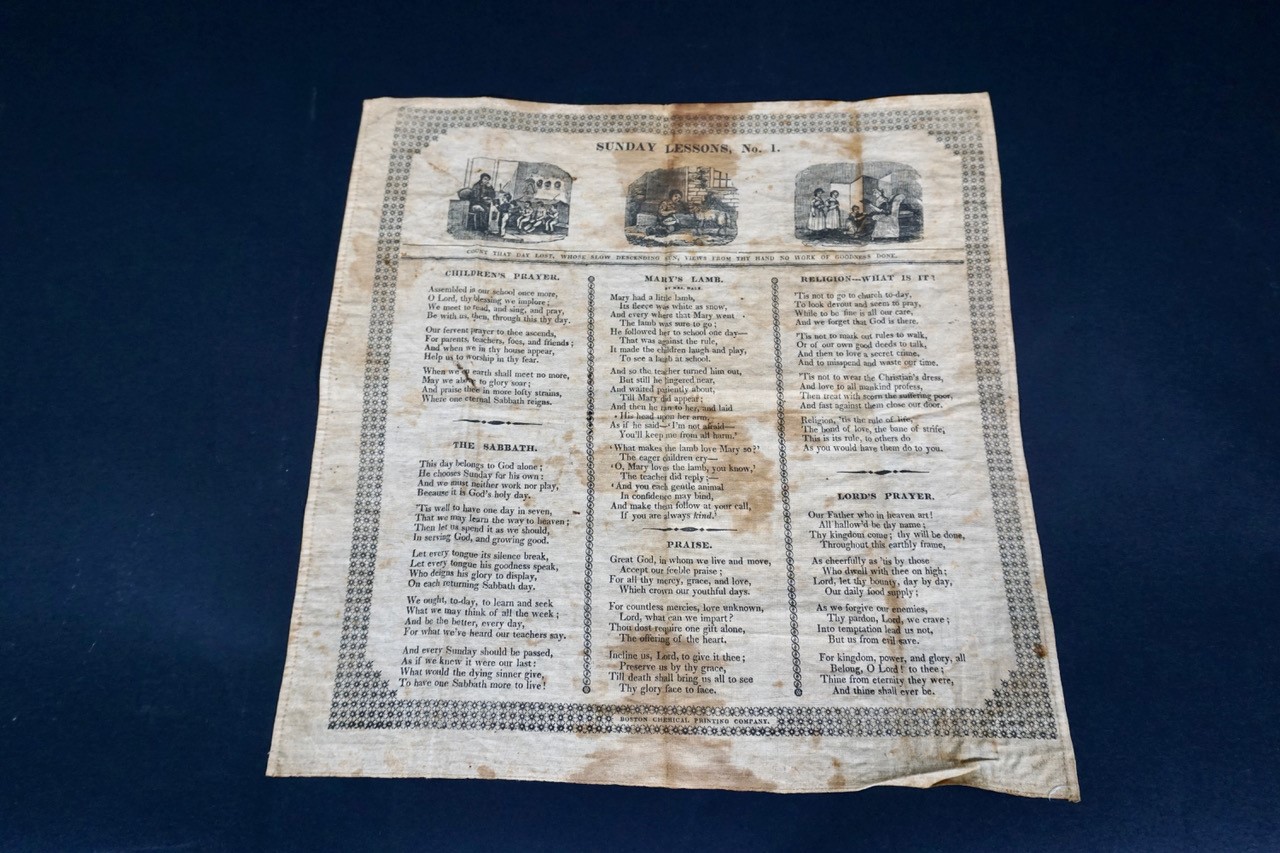 SUNDAY LESSONS, No. 1.
COUNT THAT DAY LOST, WHOSE SLOW DESCENDING SUN, VIEWS FROM THY HAND NO WORK OF GOODNESS DONE.
CHILDREN'S PRAYER.
Assembled in our school once more,
O Lord, thy blessing we implore;
We meet to read, and sing, and pray,
Be with us, then, through this thy day.
Our fervent prayer to thee ascends,
For parents, teachers, foes, and friends;
And when we in thy house appear,
Help us to worship in thy fear.
When we on earth shall meet no more,
May we above to glory soar;
And praise thee in more lofty strains,
Where one eternal Sabbath reigns.
THE SABBATH.
This day belongs to God alone;
He chooses Sunday for his own:
And we must neither work nor play,
Because it is God's holy day.
'Tis well to have one day in seven,
That we may learn the way to heaven;
Then let us spend it as we should,
In serving God, and growing good.
Let every tongue its silence break,
Let every tongue his goodness speak,
Who deigns his glory to display,
On each returning Sabbath day.
We ought, to-day, to learn and seek
What we may think of all the week;
And be the better, every day,
For what we've heard our teachers say.
And every Sunday should be passed,
As if we knew it were our last:
What would the dying sinner give,
To have one Sabbath more to live!
MARY'S LAMB.
BY MRS. HALE.
Mary had a little lamb,
Its fleece was white as snow,
And every where that Mary went
The lamb was sure to go;
He followed her to school one day—
That was against the rule,
It made the children laugh and play,
To see a lamb at school.
And so the teacher turned him out,
But still he lingered near,
And waited patiently about,
Till Mary did appear;
And then he ran to her, and laid
His head upon her arm,
As if he said—'I'm not afraid—
You'll keep me from all harm.'
'What makes the lamb love Mary so?'
The eager children cry—
'O, Mary loves the lamb, you know,'
The teacher did reply;—
'And you each gentle animal
In confidence may bind,
And make them follow at your call,
If you are always kind.'
PRAISE.
Great God, in whom we live and move,
Accept our feeble praise;
For all thy mercy, grace, and love,
Which crown our youthful days.
For countless mercies, love unknown,
Lord, what can we impart?
Thou dost require one gift alone,
The offering of the heart.
Incline us, Lord, to give it thee;
Preserve us by thy grace,
Till death shall bring us all to see
Thy glory face to face.
RELIGION---WHAT IS IT?
'Tis not to go to church to-day,
To look devout and seem to pray,
While to be fine is all our care,
And we forget that God is there.
'Tis not to mark out rules to walk,
Or of our own good deeds to talk,
And then to love a secret crime,
And to misspend and waste our time.
'Tis not to wear the Christian's dress,
And love to all mankind profess,
Then treat with scorn the suffering poor,
And fast against them close our door.
Religion, 'tis the rule of life,
The bond of love, the bane of strife;
This is its rule, to others do
As you would have them do to you.
LORD'S PRAYER.
Our Father who in heaven art!
All hallow'd be thy name;
Thy kingdom come; thy will be done,
Throughout this earthly frame,
As cheerfully as 'tis by those
Who dwell with thee on high;
Lord, let thy bounty, day by day,
Our daily food supply;
As we forgive our enemies,
Thy pardon, Lord, we crave;
Into temptation lead us not,
But us from evil save.
For kingdom, power, and glory, all
Belong, O Lord! to thee;
Thine from eternity they were,
And thine shall ever be.
BOSTON CHEMICAL PRINTING COMPANY.